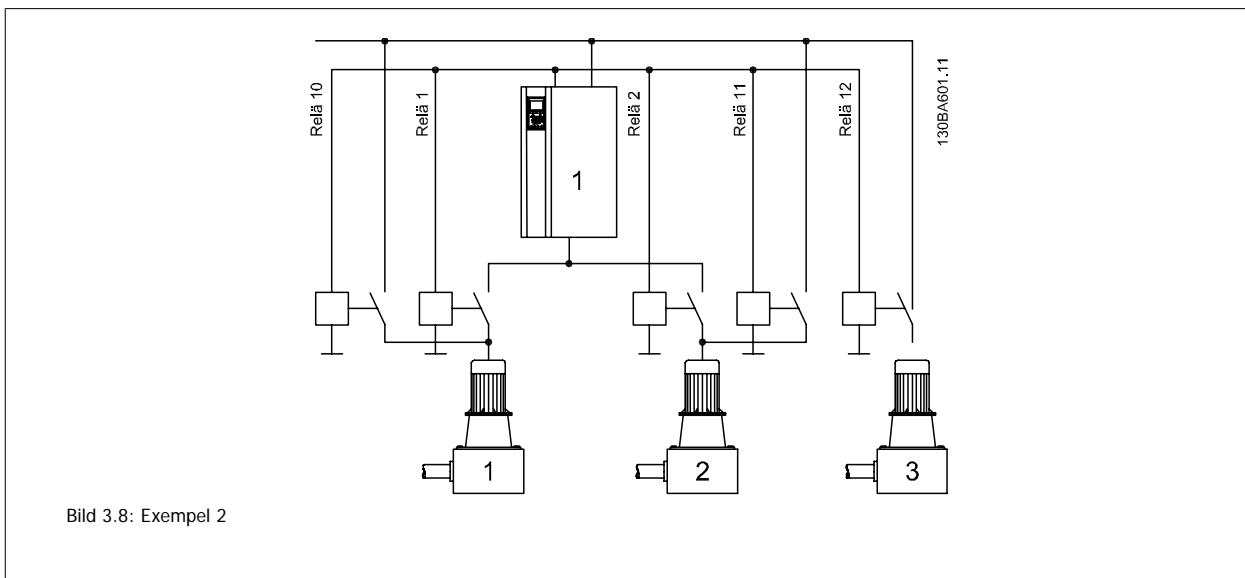 Relä 10
Relä 1
Relä 2
Relä 11
Relä 12
130BA601.11
1
1
2
3
Bild 3.8: Exempel 2